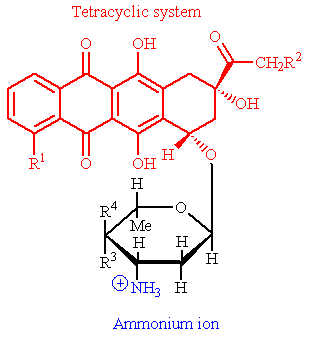 Tetracyclic system
O
O OH
CH₂R²
OH
R¹ O OH H O
H
R⁴ O
Me
H H
R³ H
⊕NH₃ H
Ammonium ion